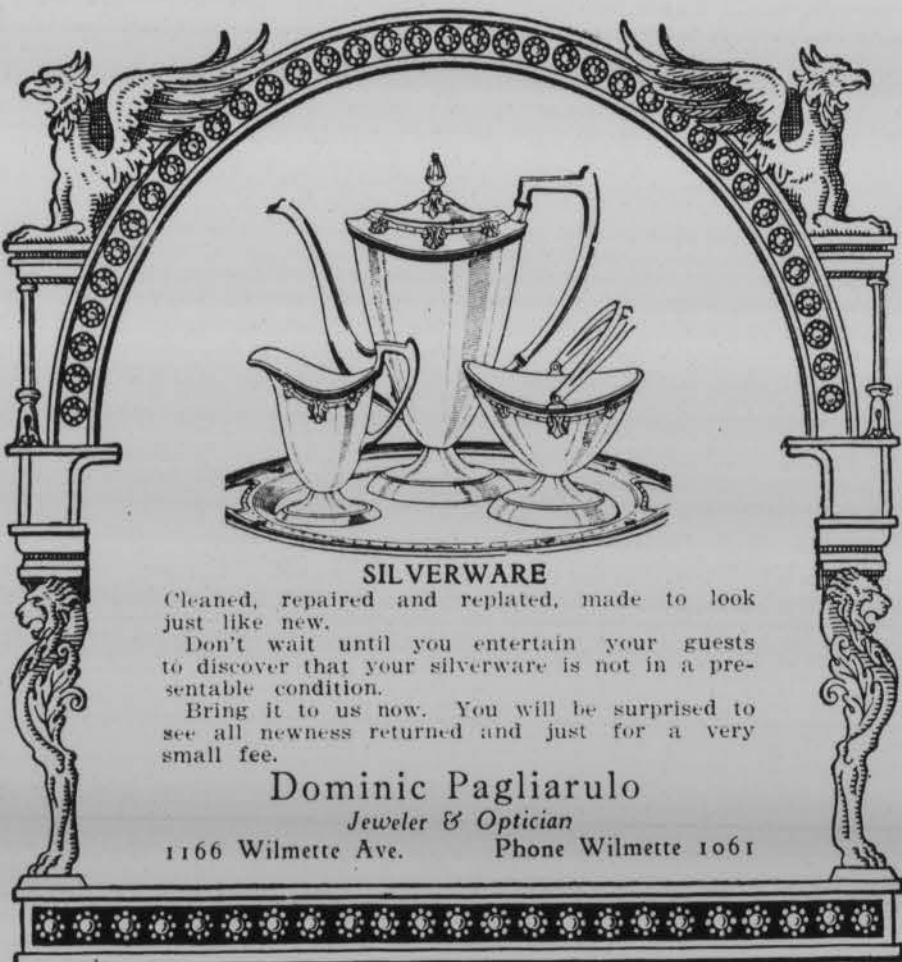 SILVERWARE
Cleaned, repaired and replated, made to look
just like new.
Don't wait until you entertain your guests
to discover that your silverware is not in a pre-
sentable condition.
Bring it to us now. You will be surprised to
see all newness returned and just for a very
small fee.
Dominic Pagliarulo
Jeweler & Optician
1166 Wilmette Ave. Phone Wilmette 1061